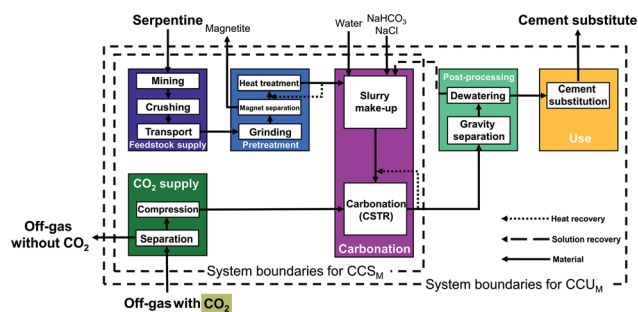 Serpentine
Magnetite
Water
NaHCO3
NaCl
Cement substitute
Mining
Crushing
Transport
Feedstock supply
Heat treatment
Magnet separation
Grinding
Pretreatment
Slurry
make-up
Post-processing
Dewatering
Gravity
separation
Cement
substitution
Use
CO2 supply
Compression
Separation
Carbonation
(CSTR)
Carbonation
Off-gas
without CO2
Off-gas with CO2
System boundaries for CCSM
System boundaries for CCUM
Heat recovery
Solution recovery
Material